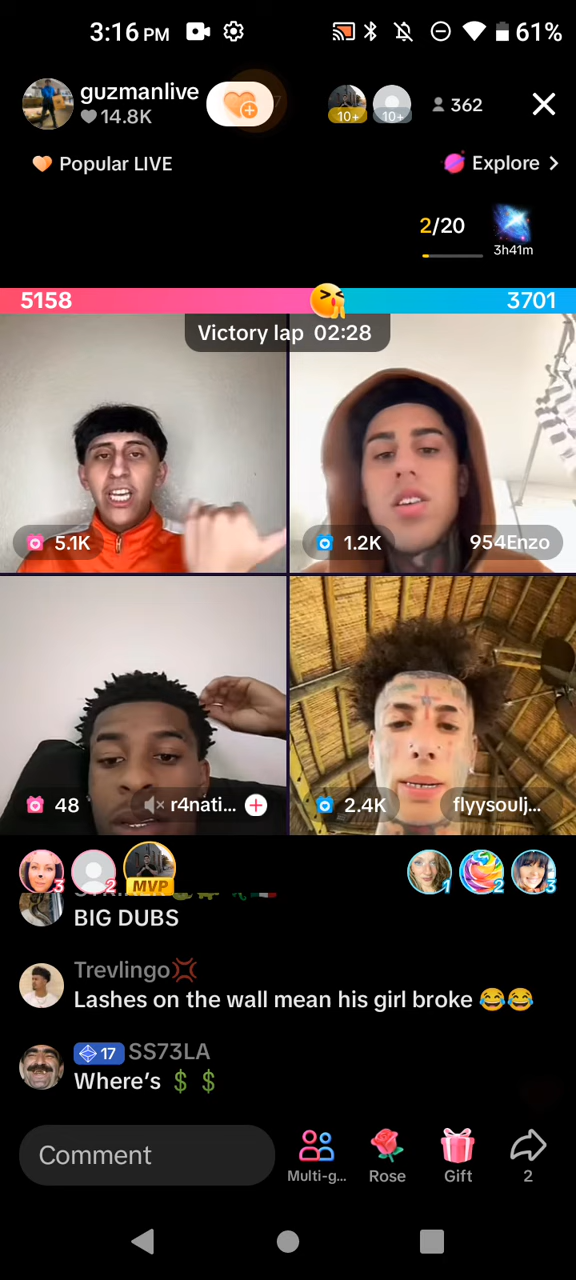 3:16 PM
61%
guzmanlive
14.8K
10+
10+
362
Popular LIVE
Explore >
2/20
3h41m
5158
3701
Victory lap 02:28
5.1K
1.2K
954Enzo
48
r4nati...
2.4K
flyysoulj...
3
2
MVP
1
2
3
BIG DUBS
Trevlingo💢
Lashes on the wall mean his girl broke 😂😂
17 SS73LA
Where's 💲💲
Comment
Multi-g...
Rose
Gift
2